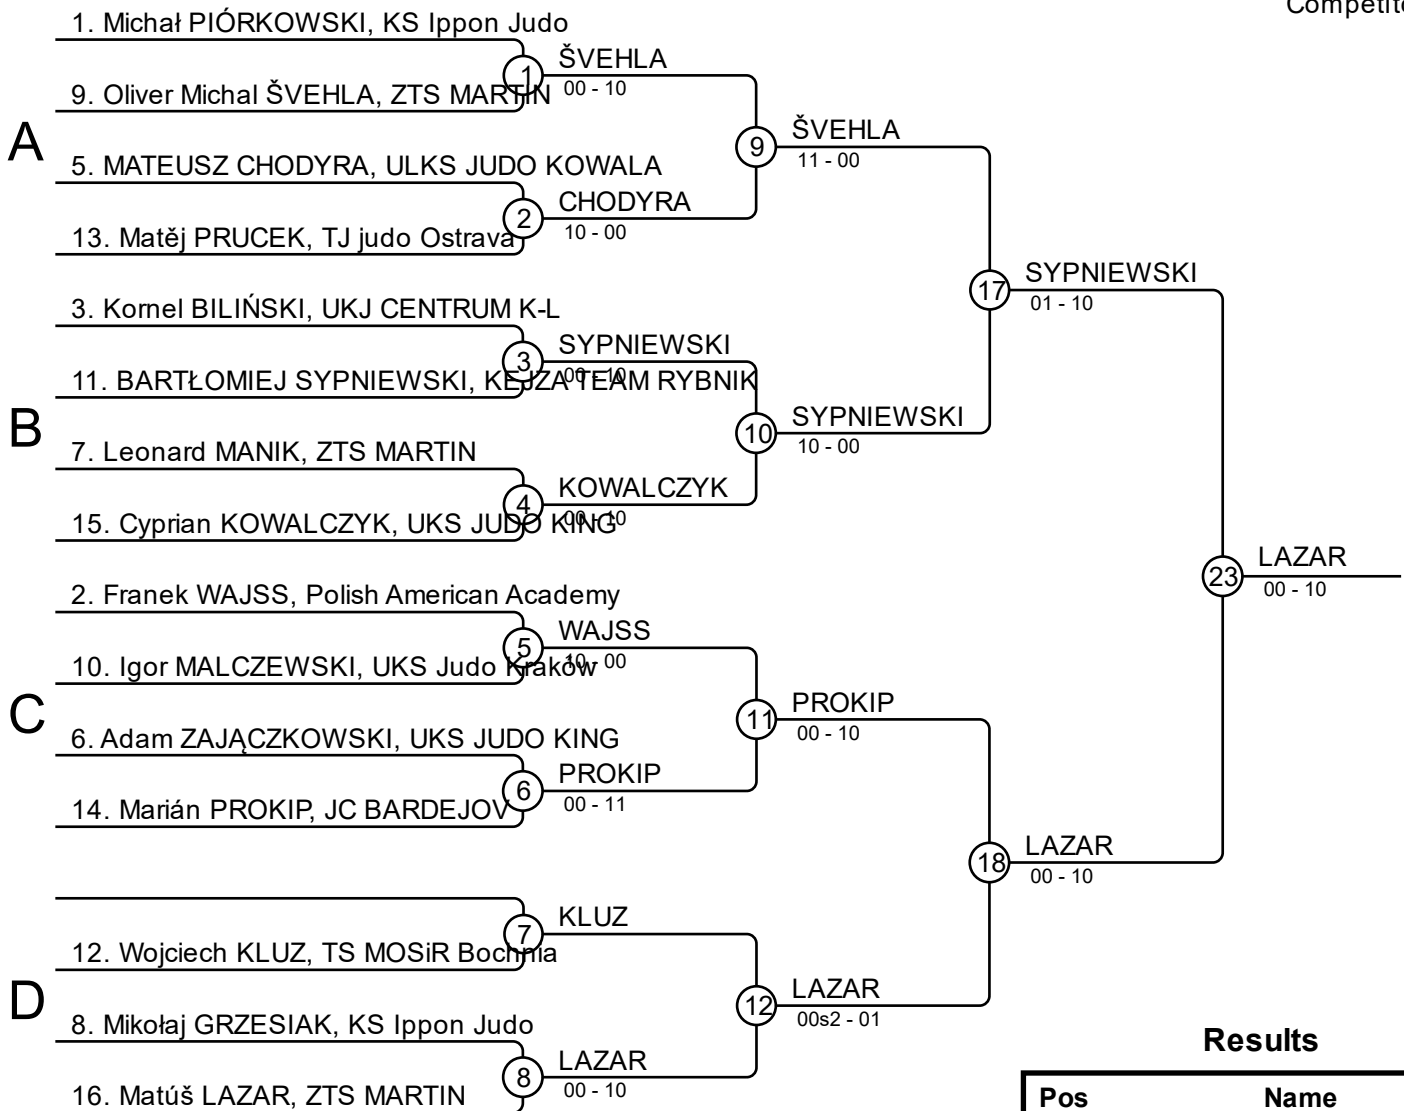 Competito
1. Michał PIÓRKOWSKI, KS Ippon Judo
1
ŠVEHLA
00 - 10
9. Oliver Michal ŠVEHLA, ZTS MARTIN
A
9
ŠVEHLA
11 - 00
5. MATEUSZ CHODYRA, ULKS JUDO KOWALA
2
CHODYRA
10 - 00
13. Matěj PRUCEK, TJ judo Ostrava
17
SYPNIEWSKI
01 - 10
3. Kornel BILIŃSKI, UKJ CENTRUM K-L
3
SYPNIEWSKI
00 - 10
11. BARTŁOMIEJ SYPNIEWSKI, KEJZA TEAM RYBNIK
B
10
SYPNIEWSKI
10 - 00
7. Leonard MANIK, ZTS MARTIN
4
KOWALCZYK
00 - 10
15. Cyprian KOWALCZYK, UKS JUDO KING
23
LAZAR
00 - 10
2. Franek WAJSS, Polish American Academy
5
WAJSS
10 - 00
10. Igor MALCZEWSKI, UKS Judo Kraków
C
11
PROKIP
00 - 10
6. Adam ZAJĄCZKOWSKI, UKS JUDO KING
6
PROKIP
00 - 11
14. Marián PROKIP, JC BARDEJOV
18
LAZAR
00 - 10
7
KLUZ
12. Wojciech KLUZ, TS MOSiR Bochnia
D
12
LAZAR
00s2 - 01
8. Mikołaj GRZESIAK, KS Ippon Judo
8
LAZAR
00 - 10
16. Matúš LAZAR, ZTS MARTIN
Results
Pos Name